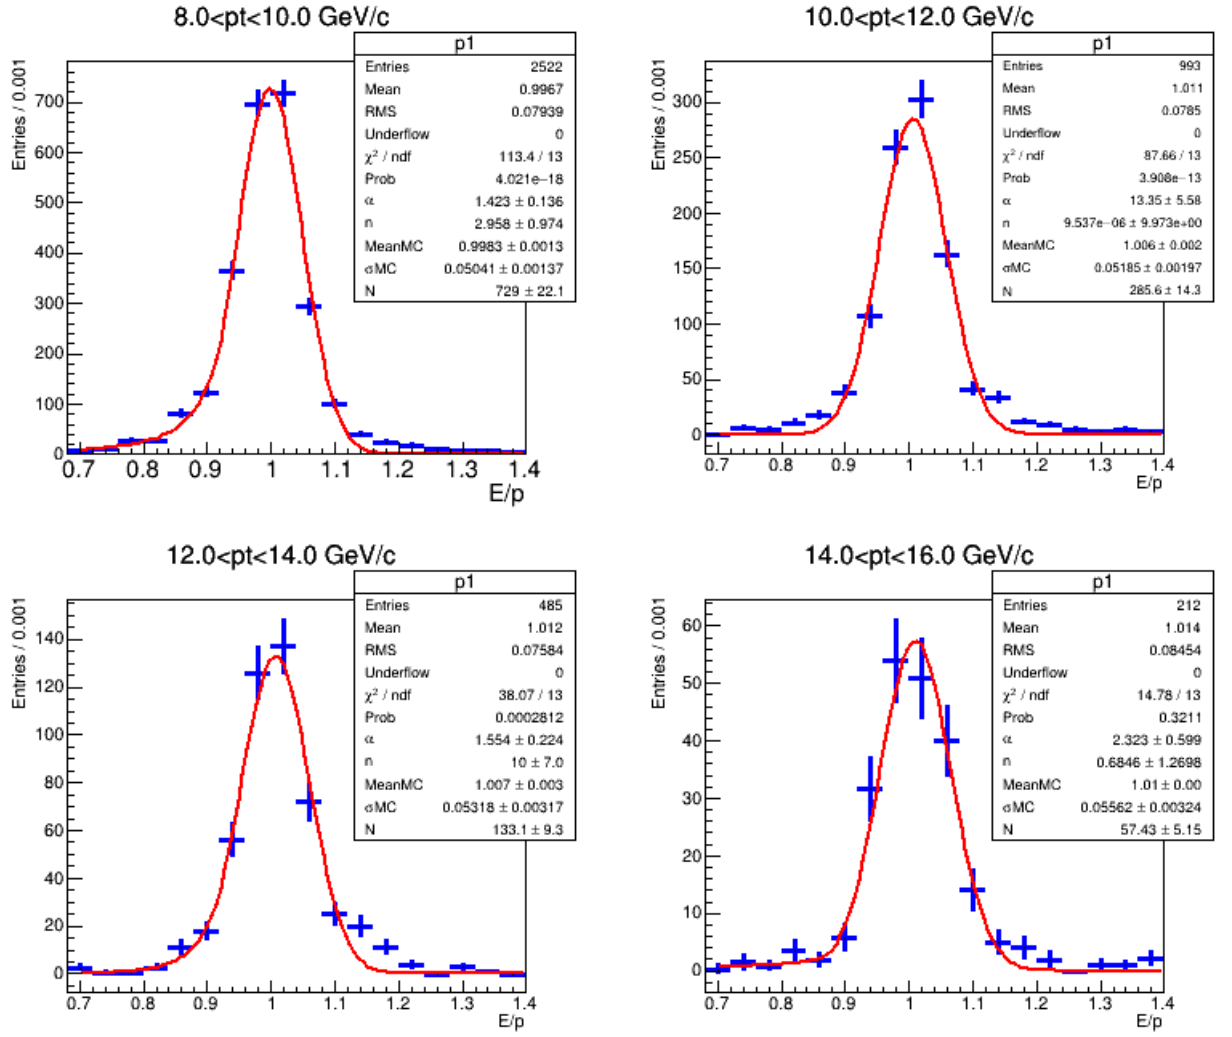 8.0<pt<10.0 GeV/c
p1
Entries 2522
Mean 0.9967
RMS 0.07939
Underflow 0
χ² / ndf 113.4 / 13
Prob 4.021e−18
α 1.423 ± 0.136
n 2.958 ± 0.974
MeanMC 0.9983 ± 0.0013
σMC 0.05041 ± 0.00137
N 729 ± 22.1
Entries / 0.001
700
600
500
400
300
200
100
0
0.7 0.8 0.9 1 1.1 1.2 1.3 1.4
E/p
10.0<pt<12.0 GeV/c
p1
Entries 993
Mean 1.011
RMS 0.0785
Underflow 0
χ² / ndf 87.66 / 13
Prob 3.908e−13
α 13.35 ± 5.58
n 9.537e−06 ± 9.973e+00
MeanMC 1.006 ± 0.002
σMC 0.05185 ± 0.00197
N 285.6 ± 14.3
Entries / 0.001
300
250
200
150
100
50
0
0.7 0.8 0.9 1 1.1 1.2 1.3 1.4
E/p
12.0<pt<14.0 GeV/c
p1
Entries 485
Mean 1.012
RMS 0.07584
Underflow 0
χ² / ndf 38.07 / 13
Prob 0.0002812
α 1.554 ± 0.224
n 10 ± 7.0
MeanMC 1.007 ± 0.003
σMC 0.05318 ± 0.00317
N 133.1 ± 9.3
Entries / 0.001
140
120
100
80
60
40
20
0
0.7 0.8 0.9 1 1.1 1.2 1.3 1.4
E/p
14.0<pt<16.0 GeV/c
p1
Entries 212
Mean 1.014
RMS 0.08454
Underflow 0
χ² / ndf 14.78 / 13
Prob 0.3211
α 2.323 ± 0.599
n 0.6846 ± 1.2698
MeanMC 1.01 ± 0.00
σMC 0.05562 ± 0.00324
N 57.43 ± 5.15
Entries / 0.001
60
50
40
30
20
10
0
0.7 0.8 0.9 1 1.1 1.2 1.3 1.4
E/p